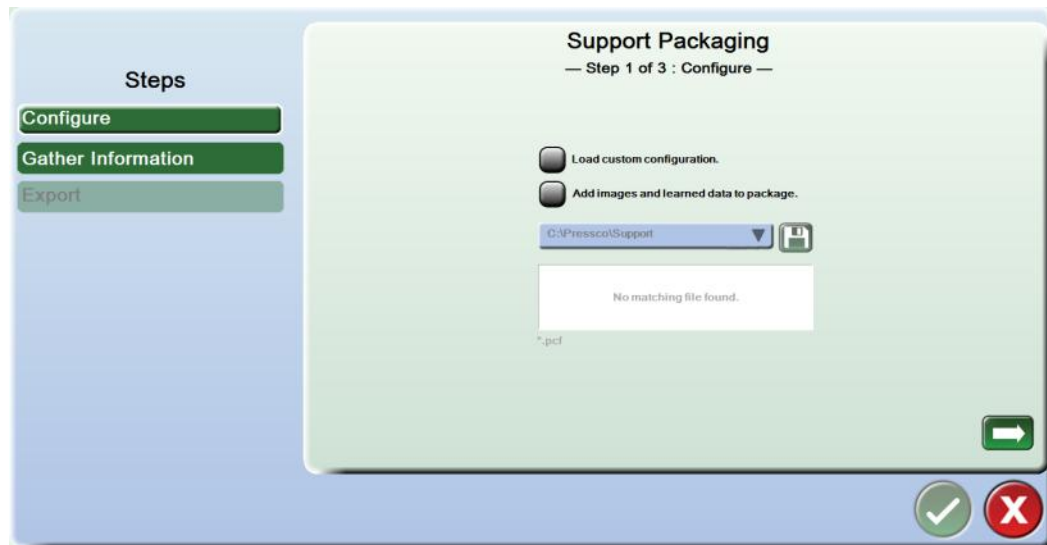 Steps
Configure
Gather Information
Export
Support Packaging
— Step 1 of 3 : Configure —
Load custom configuration.
Add images and learned data to package.
C:\Pressco\Support
No matching file found.
*.pcf
X